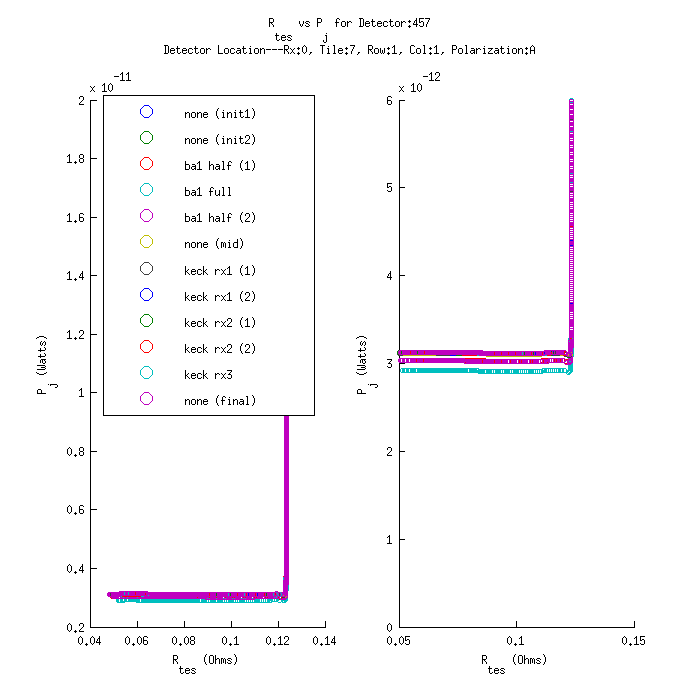 R tes vs P j for Detector:457
Detector Location---Rx:0, Tile:7, Row:1, Col:1, Polarization:A
x 10^-11
2
1.8
1.6
1.4
1.2
1
0.8
0.6
0.4
0.2
P j (Watts)
none (init1)
none (init2)
ba1 half (1)
ba1 full
ba1 half (2)
none (mid)
keck rx1 (1)
keck rx1 (2)
keck rx2 (1)
keck rx2 (2)
keck rx3
none (final)
0.04 0.06 0.08 0.1 0.12 0.14
R tes (Ohms)
x 10^-12
6
5
4
3
2
1
0
P j (Watts)
0.05 0.1 0.15
R tes (Ohms)